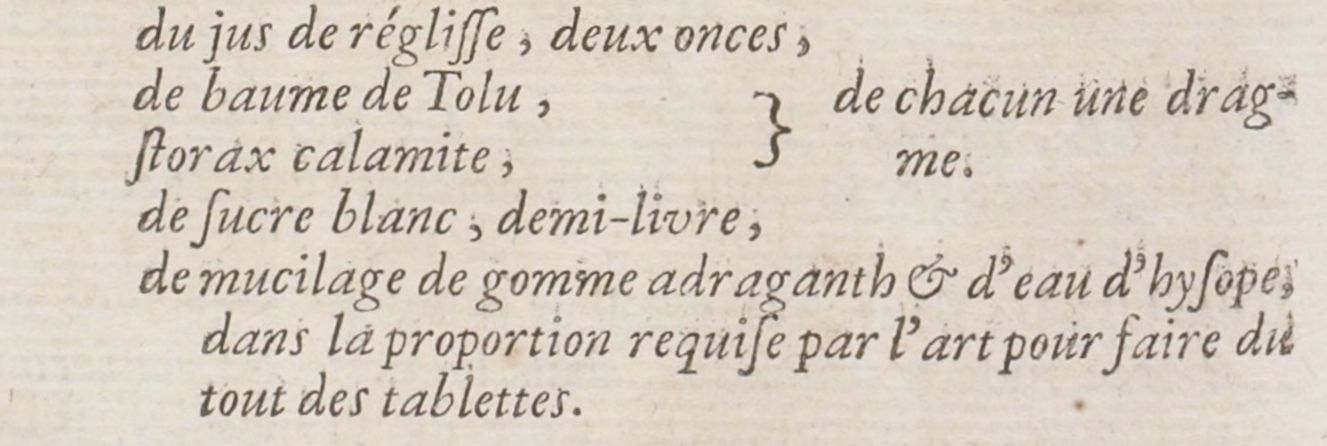 du jus de régliſſe, deux onces,
de baume de Tolu, } de chacun une drag-
ſtorax calamite, me.
de ſucre blanc, demi-livre,
de mucilage de gomme adraganth & d'eau d'hyſope,
dans la proportion requiſe par l'art pour faire du
tout des tablettes.